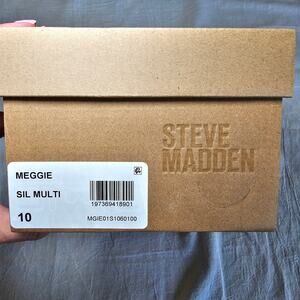 STEVE
MADDEN
MEGGIE
SIL MULTI
10
197369418901
MGIE01S1060100